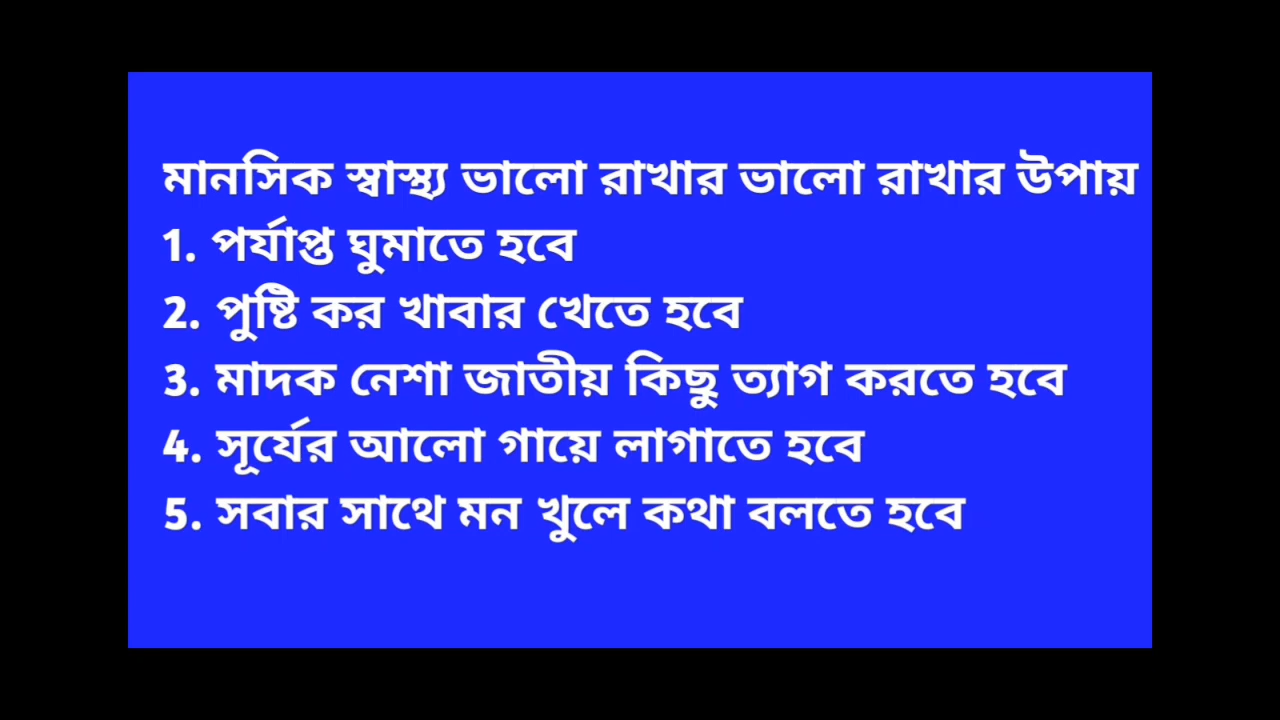 মানসিক স্বাস্থ্য ভালো রাখার ভালো রাখার উপায়
1. পর্যাপ্ত ঘুমাতে হবে
2. পুষ্টি কর খাবার খেতে হবে
3. মাদক নেশা জাতীয় কিছু ত্যাগ করতে হবে
4. সূর্যের আলো গায়ে লাগাতে হবে
5. সবার সাথে মন খুলে কথা বলতে হবে